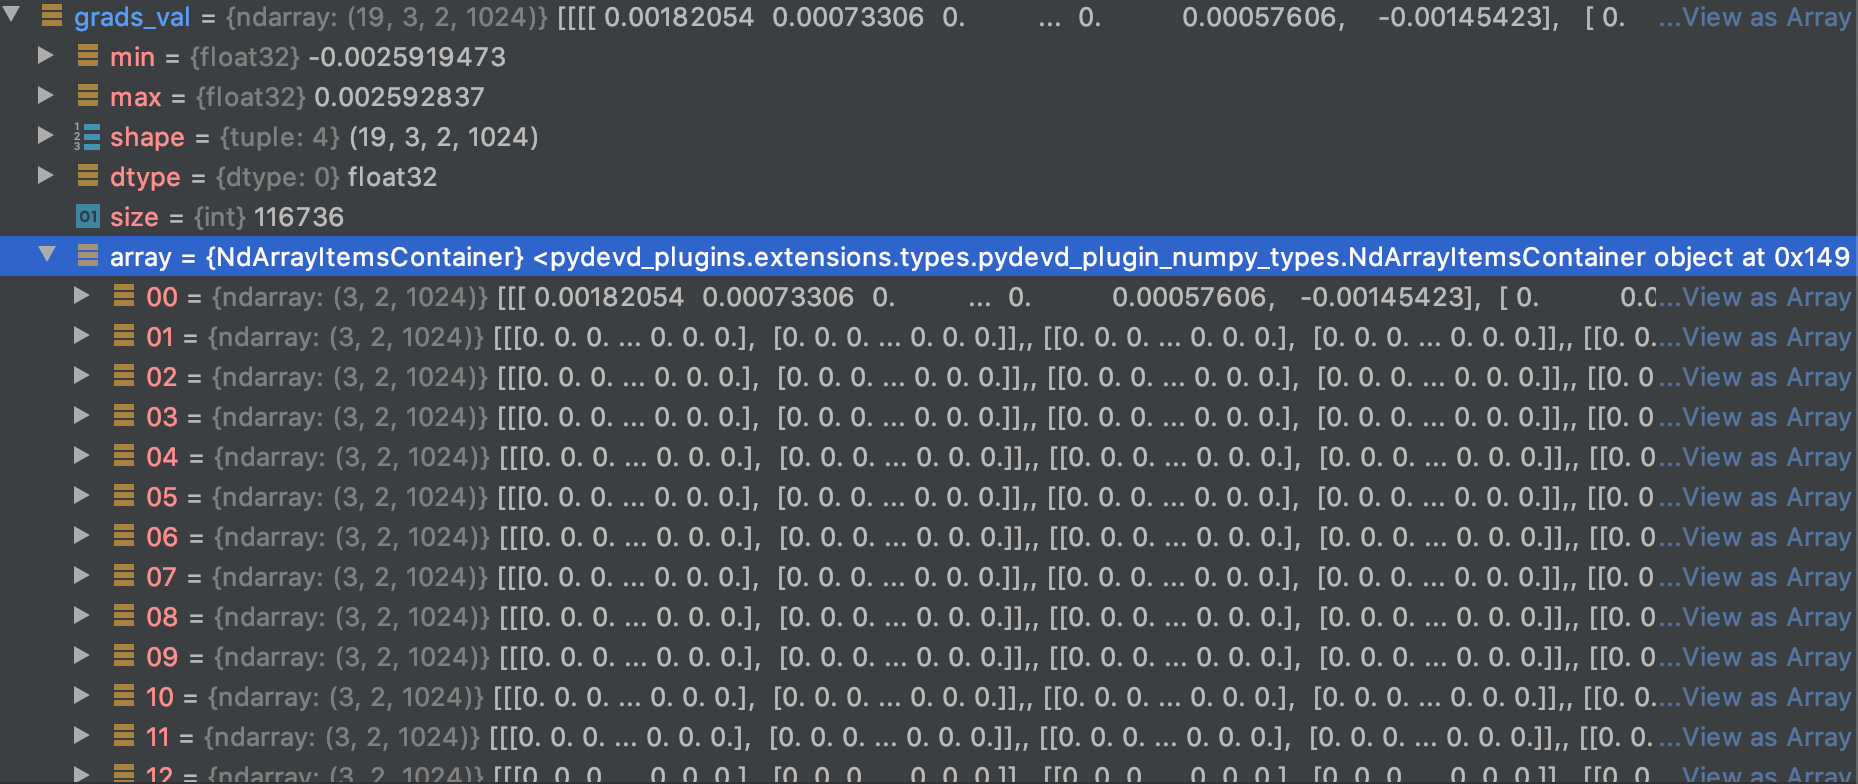 grads_val = {ndarray: (19, 3, 2, 1024)} [[[[ 0.00182054 0.00073306 0. ... 0. 0.00057606, -0.00145423], [ 0. ...View as Array
min = {float32} -0.0025919473
max = {float32} 0.002592837
shape = {tuple: 4} (19, 3, 2, 1024)
dtype = {dtype: 0} float32
01 size = {int} 116736
array = {NdArrayItemsContainer} <pydevd_plugins.extensions.types.pydevd_plugin_numpy_types.NdArrayItemsContainer object at 0x149
00 = {ndarray: (3, 2, 1024)} [[[ 0.00182054 0.00073306 0. ... 0. 0.00057606, -0.00145423], [ 0. 0.0...View as Array
01 = {ndarray: (3, 2, 1024)} [[[0. 0. 0. ... 0. 0. 0.], [0. 0. 0. ... 0. 0. 0.]],, [[0. 0. 0. ... 0. 0. 0.], [0. 0. 0. ... 0. 0. 0.]],, [[0. 0....View as Array
02 = {ndarray: (3, 2, 1024)} [[[0. 0. 0. ... 0. 0. 0.], [0. 0. 0. ... 0. 0. 0.]],, [[0. 0. 0. ... 0. 0. 0.], [0. 0. 0. ... 0. 0. 0.]],, [[0. 0...View as Array
03 = {ndarray: (3, 2, 1024)} [[[0. 0. 0. ... 0. 0. 0.], [0. 0. 0. ... 0. 0. 0.]],, [[0. 0. 0. ... 0. 0. 0.], [0. 0. 0. ... 0. 0. 0.]],, [[0. 0...View as Array
04 = {ndarray: (3, 2, 1024)} [[[0. 0. 0. ... 0. 0. 0.], [0. 0. 0. ... 0. 0. 0.]],, [[0. 0. 0. ... 0. 0. 0.], [0. 0. 0. ... 0. 0. 0.]],, [[0. 0...View as Array
05 = {ndarray: (3, 2, 1024)} [[[0. 0. 0. ... 0. 0. 0.], [0. 0. 0. ... 0. 0. 0.]],, [[0. 0. 0. ... 0. 0. 0.], [0. 0. 0. ... 0. 0. 0.]],, [[0. 0...View as Array
06 = {ndarray: (3, 2, 1024)} [[[0. 0. 0. ... 0. 0. 0.], [0. 0. 0. ... 0. 0. 0.]],, [[0. 0. 0. ... 0. 0. 0.], [0. 0. 0. ... 0. 0. 0.]],, [[0. 0...View as Array
07 = {ndarray: (3, 2, 1024)} [[[0. 0. 0. ... 0. 0. 0.], [0. 0. 0. ... 0. 0. 0.]],, [[0. 0. 0. ... 0. 0. 0.], [0. 0. 0. ... 0. 0. 0.]],, [[0. 0...View as Array
08 = {ndarray: (3, 2, 1024)} [[[0. 0. 0. ... 0. 0. 0.], [0. 0. 0. ... 0. 0. 0.]],, [[0. 0. 0. ... 0. 0. 0.], [0. 0. 0. ... 0. 0. 0.]],, [[0. 0...View as Array
09 = {ndarray: (3, 2, 1024)} [[[0. 0. 0. ... 0. 0. 0.], [0. 0. 0. ... 0. 0. 0.]],, [[0. 0. 0. ... 0. 0. 0.], [0. 0. 0. ... 0. 0. 0.]],, [[0. 0...View as Array
10 = {ndarray: (3, 2, 1024)} [[[0. 0. 0. ... 0. 0. 0.], [0. 0. 0. ... 0. 0. 0.]],, [[0. 0. 0. ... 0. 0. 0.], [0. 0. 0. ... 0. 0. 0.]],, [[0. 0....View as Array
11 = {ndarray: (3, 2, 1024)} [[[0. 0. 0. ... 0. 0. 0.], [0. 0. 0. ... 0. 0. 0.]],, [[0. 0. 0. ... 0. 0. 0.], [0. 0. 0. ... 0. 0. 0.]],, [[0. 0....View as Array
12 = {ndarray: (3, 2, 1024)} [[[0. 0. 0. ... 0. 0. 0.], [0. 0. 0. ... 0. 0. 0.]],, [[0. 0. 0. ... 0. 0. 0.], [0. 0. 0. ... 0. 0. 0.]],, [[0. 0...View as Array